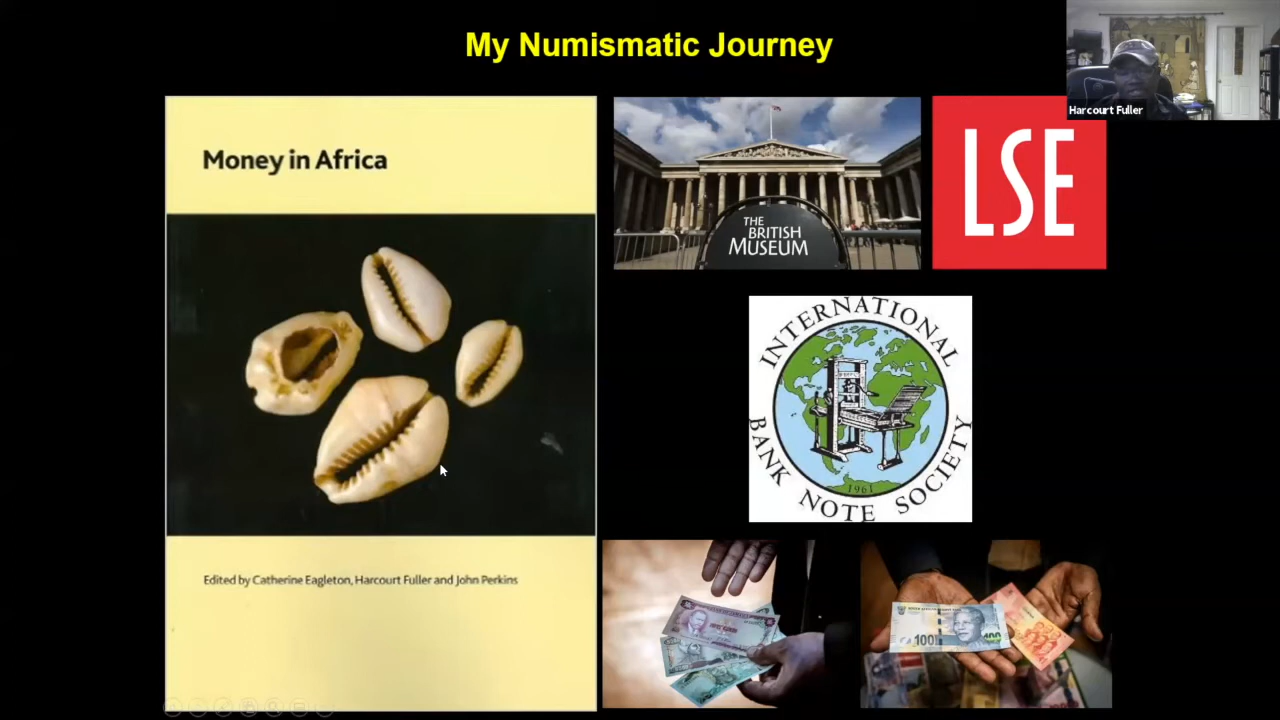 My Numismatic Journey
Harcourt Fuller
Money in Africa
THE
BRITISH
MUSEUM
LSE
INTERNATIONAL
BANK NOTE SOCIETY
1961
100
Edited by Catherine Eagleton, Harcourt Fuller and John Perkins